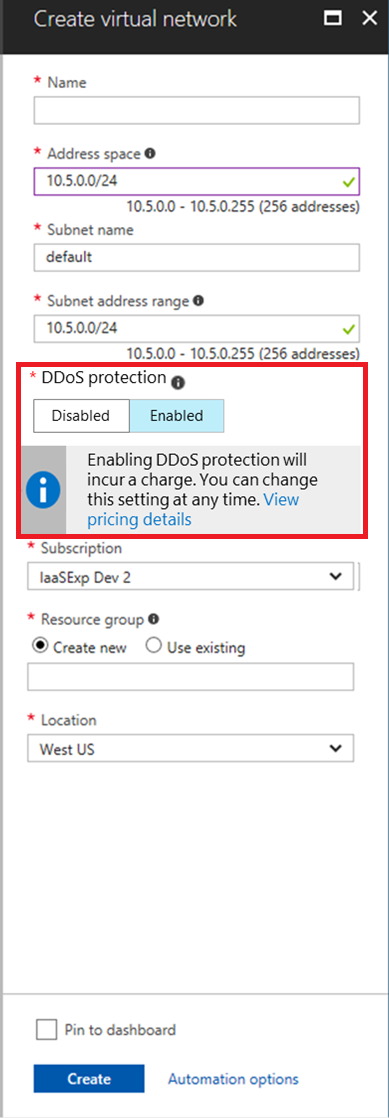 Create virtual network
* Name
* Address space
10.5.0.0/24
10.5.0.0 - 10.5.0.255 (256 addresses)
* Subnet name
default
* Subnet address range
10.5.0.0/24
10.5.0.0 - 10.5.0.255 (256 addresses)
* DDoS protection
Disabled Enabled
Enabling DDoS protection will
incur a charge. You can change
this setting at any time. View
pricing details
* Subscription
IaaSExp Dev 2
* Resource group
Create new Use existing
* Location
West US
Pin to dashboard
Create Automation options